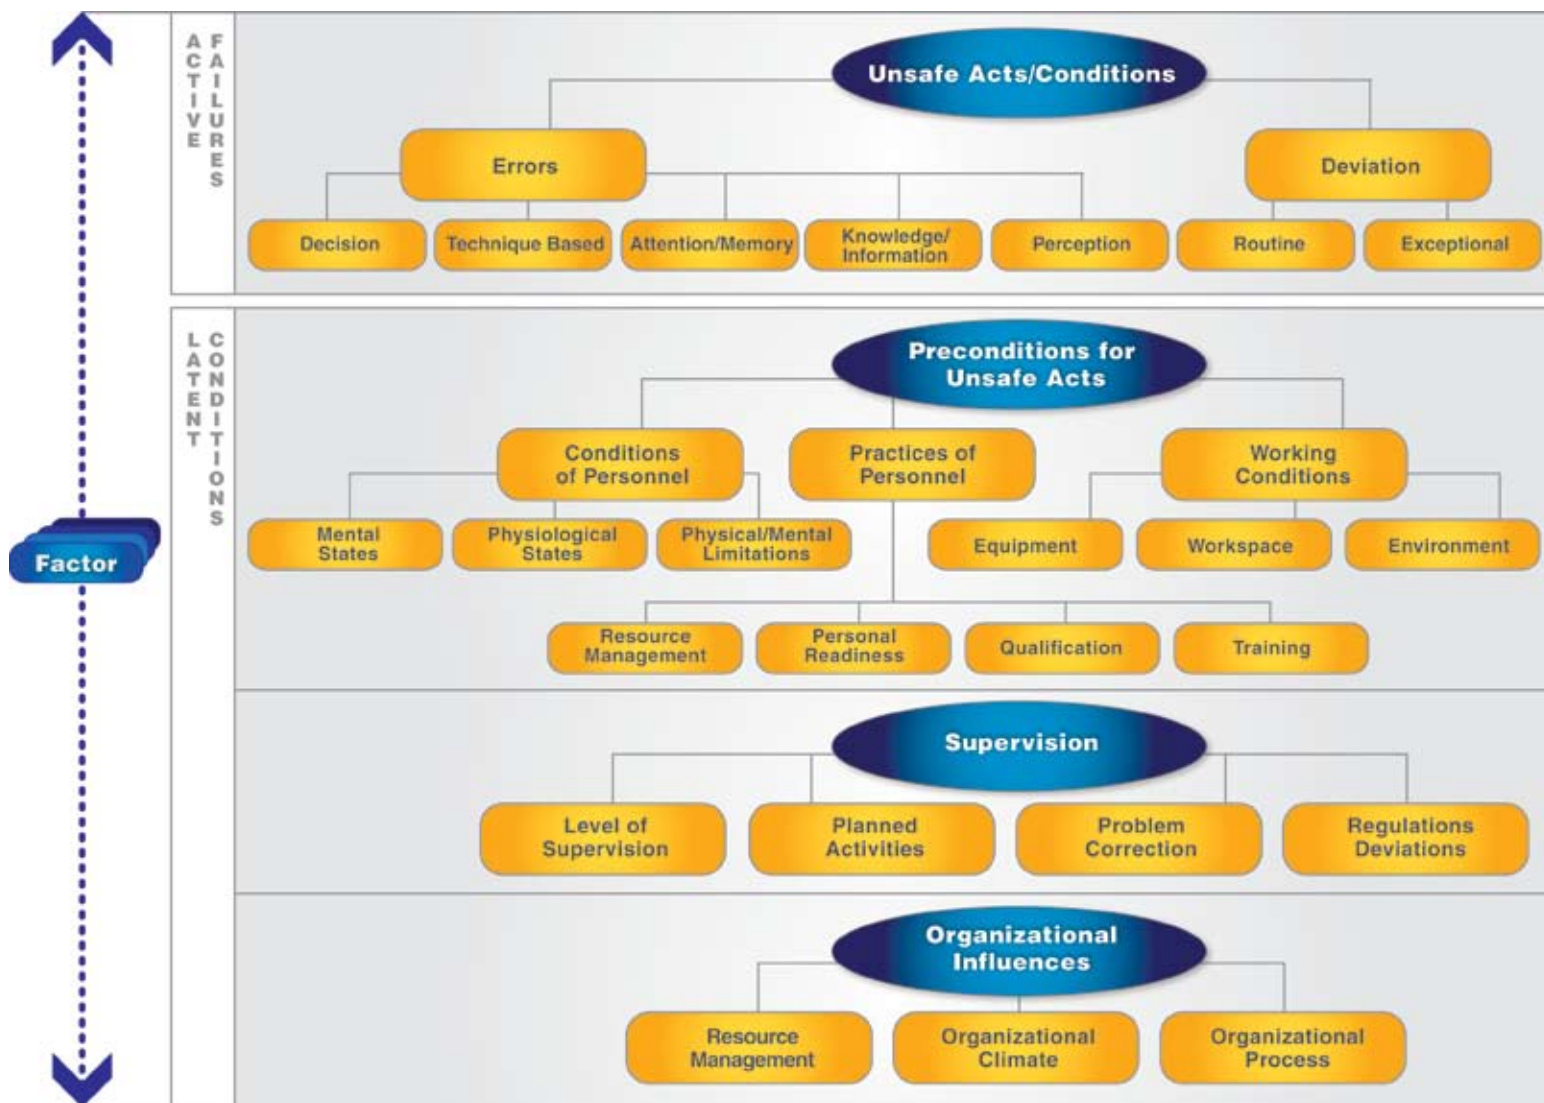 ACTIVE
FAILURES
Unsafe Acts/Conditions
Errors
Deviation
Decision
Technique Based
Attention/Memory
Knowledge/
Information
Perception
Routine
Exceptional
LATENT
CONDITIONS
Preconditions for
Unsafe Acts
Conditions
of Personnel
Practices of
Personnel
Working
Conditions
Mental
States
Physiological
States
Physical/Mental
Limitations
Equipment
Workspace
Environment
Factor
Resource
Management
Personal
Readiness
Qualification
Training
Supervision
Level of
Supervision
Planned
Activities
Problem
Correction
Regulations
Deviations
Organizational
Influences
Resource
Management
Organizational
Climate
Organizational
Process